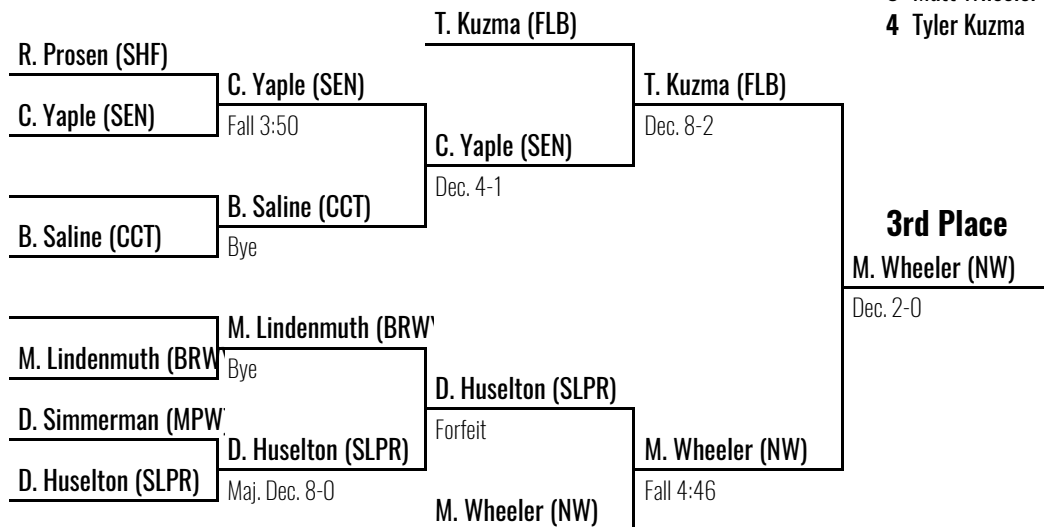 4 Tyler Kuzma
T. Kuzma (FLB)
R. Prosen (SHF)
C. Yaple (SEN)
T. Kuzma (FLB)
C. Yaple (SEN)
Fall 3:50
Dec. 8-2
C. Yaple (SEN)
Dec. 4-1
B. Saline (CCT)
3rd Place
B. Saline (CCT)
Bye
M. Wheeler (NW)
Dec. 2-0
M. Lindenmuth (BRW
M. Lindenmuth (BRW
Bye
D. Huselton (SLPR)
D. Simmerman (MPW
Forfeit
D. Huselton (SLPR)
M. Wheeler (NW)
D. Huselton (SLPR)
Maj. Dec. 8-0
Fall 4:46
M. Wheeler (NW)